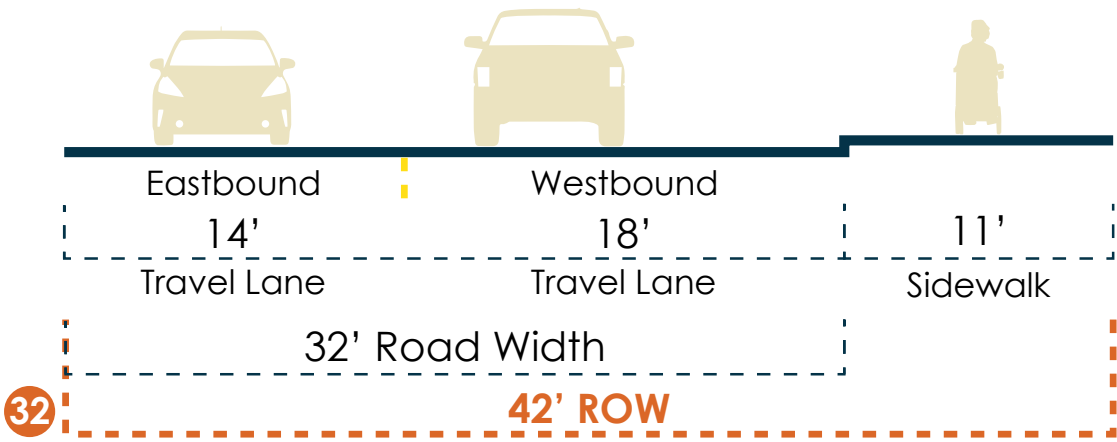 Eastbound
Westbound
14’
18’
11’
Travel Lane
Travel Lane
Sidewalk
32’ Road Width
32
42’ ROW